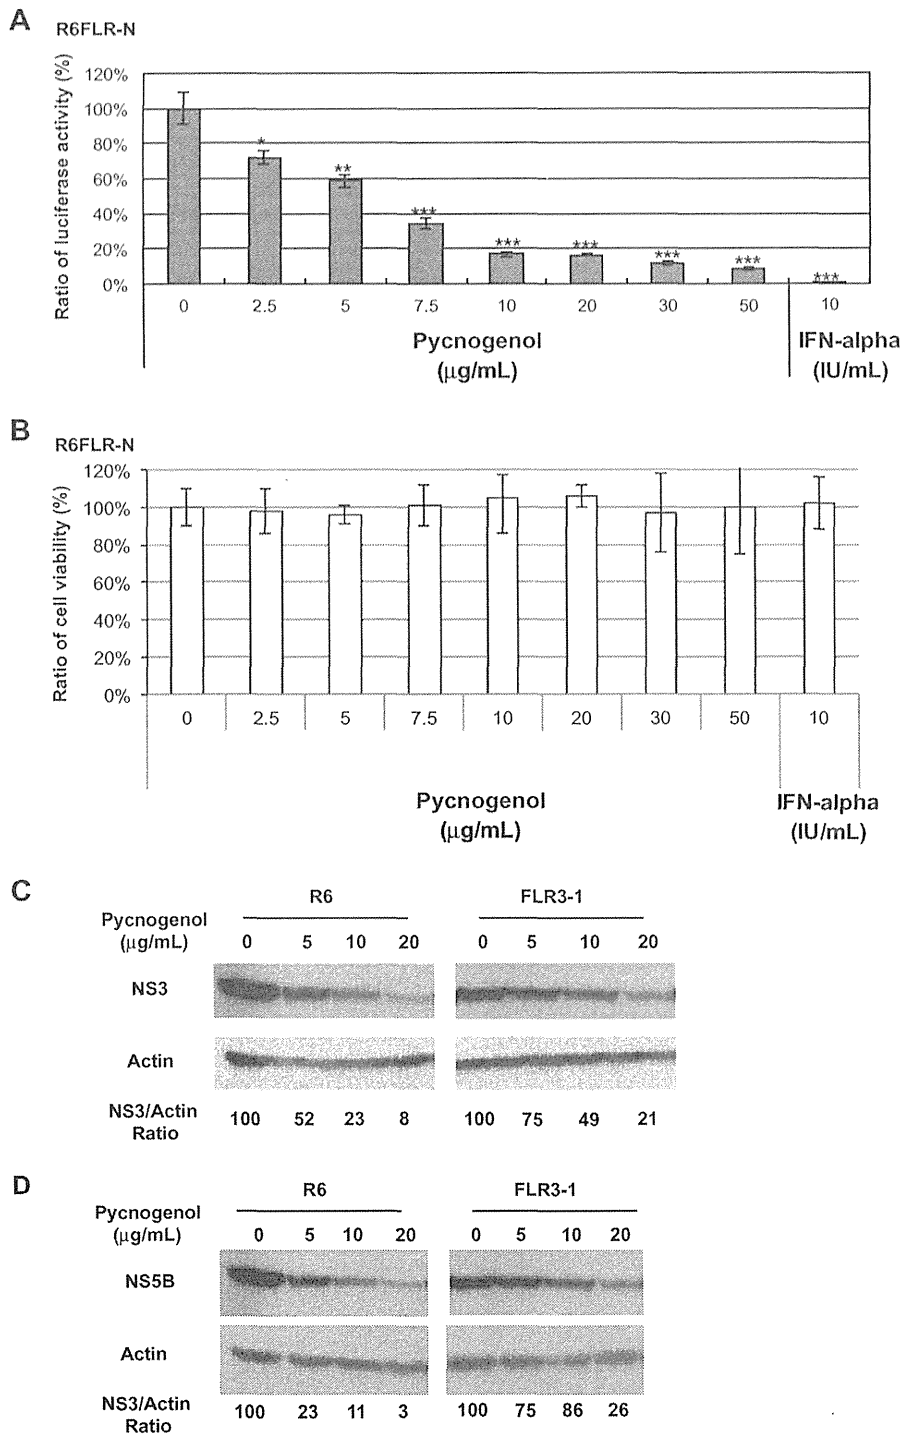 A
R6FLR-N
Ratio of luciferase activity (%)
120%
100%
80%
60%
40%
20%
0%
*
**
***
***
***
***
***
***
0 2.5 5 7.5 10 20 30 50 10
Pycnogenol
(µg/mL)
IFN-alpha
(IU/mL)
B
R6FLR-N
Ratio of cell viability (%)
120%
100%
80%
60%
40%
20%
0%
0 2.5 5 7.5 10 20 30 50 10
Pycnogenol
(µg/mL)
IFN-alpha
(IU/mL)
C
R6 FLR3-1
Pycnogenol
(µg/mL)
0 5 10 20 0 5 10 20
NS3
Actin
NS3/Actin
Ratio
100 52 23 8 100 75 49 21
D
R6 FLR3-1
Pycnogenol
(µg/mL)
0 5 10 20 0 5 10 20
NS5B
Actin
NS3/Actin
Ratio
100 23 11 3 100 75 86 26